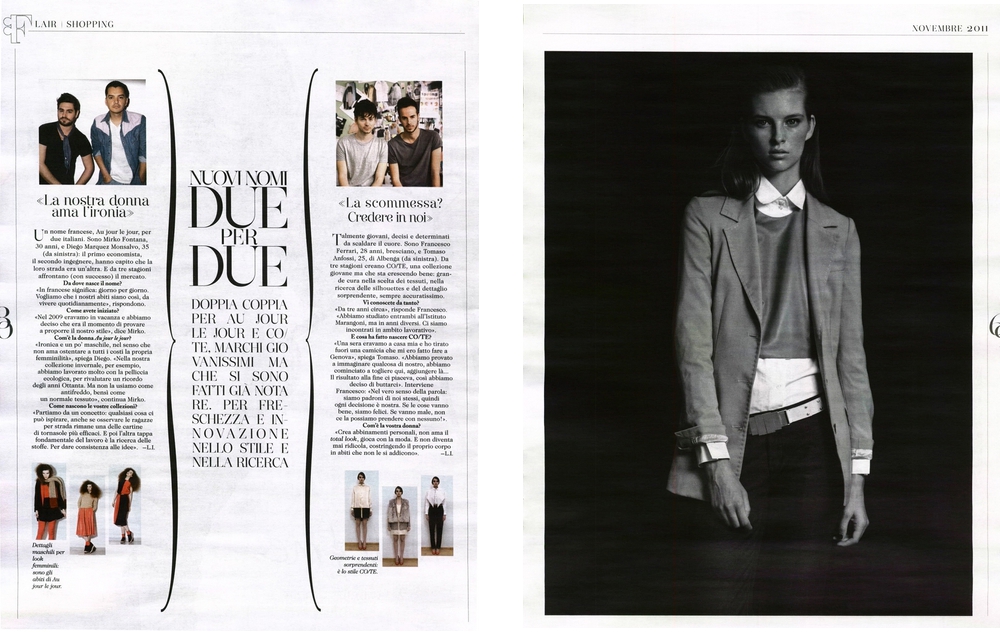 FLAIR | SHOPPING
«La nostra donna
ama l'ironia»
Un nome francese, Au jour le jour, per
due italiani. Sono Mirko Fontana,
30 anni, e Diego Marquez Monsalvo, 35
(da sinistra): il primo economista,
il secondo ingegnere, hanno capito che la
loro strada era un'altra. E da tre stagioni
affrontano (con successo) il mercato.
Da dove nasce il nome?
«In francese significa: giorno per giorno.
Vogliamo che i nostri abiti siano così, da
vivere quotidianamente», rispondono.
Come avete iniziato?
«Nel 2009 eravamo in vacanza e abbiamo
deciso che era il momento di provare
a proporre il nostro stile», dice Mirko.
Com'è la donna Au jour le jour?
«Ironica e un po' maschile, nel senso che
non ama ostentare a tutti i costi la propria
femminilità», spiega Diego. «Nella nostra
collezione invernale, per esempio,
abbiamo lavorato molto con la pelliccia
ecologica, per rivalutare un ricordo
degli anni Ottanta. Ma non la usiamo come
antifreddo, bensì come
un normale tessuto», continua Mirko.
Come nascono le vostre collezioni?
«Partiamo da un concetto: qualsiasi cosa ci
può ispirare, anche se osservare le ragazze
per strada rimane una delle cartine
di tornasole più efficaci. E poi l'altra tappa
fondamentale del lavoro è la ricerca delle
stoffe. Per dare consistenza alle idee». —L.I.
Dettagli
maschili per
look
femminili:
sono gli
abiti di Au
jour le jour.
NUOVI NOMI
DUE
PER
DUE
DOPPIA COPPIA
PER AU JOUR
LE JOUR E CO/
TE. MARCHI GIO
VANISSIMI MA
CHE SI SONO
FATTI GIÀ NOTA
RE. PER FRE-
SCHEZZA E IN-
NOVAZIONE
NELLO STILE E
NELLA RICERCA
«La scommessa?
Credere in noi»
Talmente giovani, decisi e determinati
da scaldare il cuore. Sono Francesco
Ferrari, 28 anni, bresciano, e Tomaso
Anfossi, 25, di Albenga (da sinistra). Da
tre stagioni creano CO/TE, una collezione
giovane ma che sta crescendo bene: gran-
de cura nella scelta dei tessuti, nella
ricerca delle silhouettes e del dettaglio
sorprendente, sempre accuratissimo.
Vi conoscete da tanto?
«Da tre anni circa», risponde Francesco.
«Abbiamo studiato entrambi all'Istituto
Marangoni, ma in anni diversi. Ci siamo
incontrati in ambito lavorativo».
E cosa ha fatto nascere CO/TE?
«Una sera eravamo a casa mia e ho tirato
fuori una camicia che mi ero fatto fare a
Genova», spiega Tomaso. «Abbiamo provato
a immaginare qualcosa di nostro, abbiamo
cominciato a togliere qui, aggiungere là...
Il risultato alla fine ci piaceva, così abbiamo
deciso di buttarci». Interviene
Francesco: «Nel vero senso della parola:
siamo padroni di noi stessi, quindi
ogni decisione è nostra. Se le cose vanno
bene, siamo felici. Se vanno male, non
ce la possiamo prendere con nessuno!».
Com'è la vostra donna?
«Crea abbinamenti personali, non ama il
total look, gioca con la moda. E non diventa
mai ridicola, costringendo il proprio corpo
in abiti che non le si addicono». —L.I.
Geometrie e tessuti
sorprendenti:
è lo stile CO/TE.
NOVEMBRE 2011